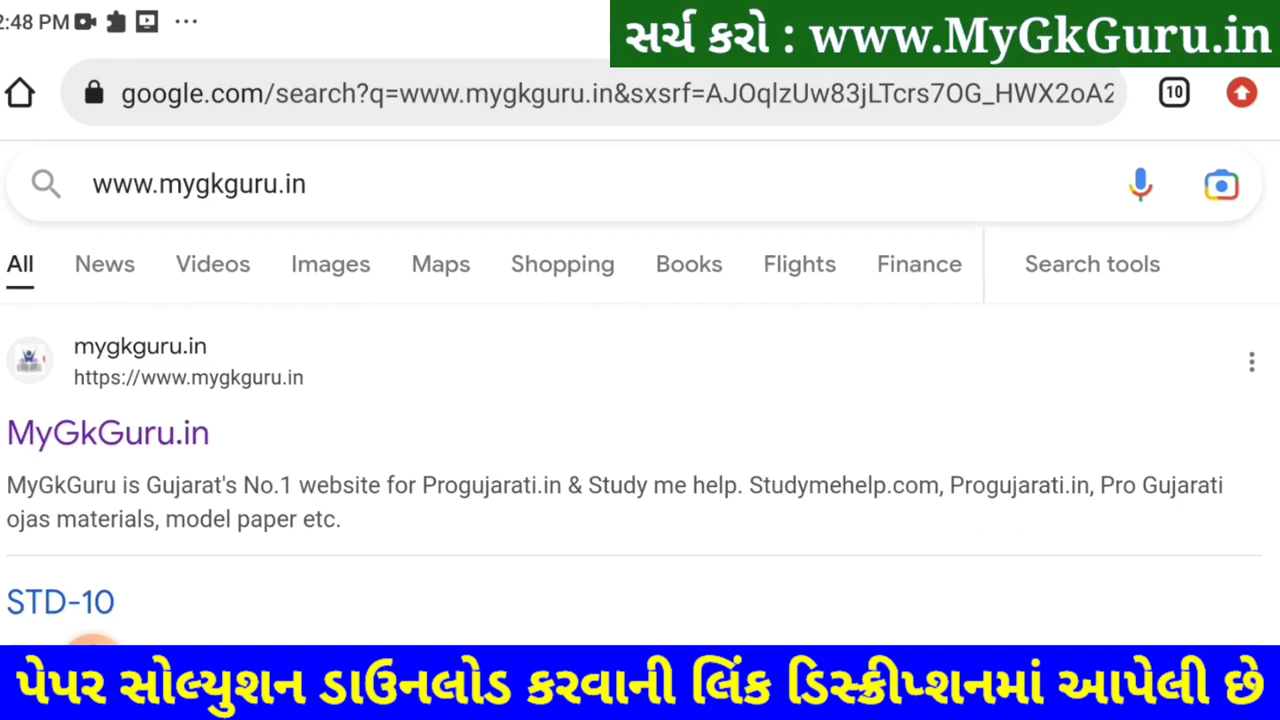 2:48 PM
સર્ચ કરો : www.MyGkGuru.in
google.com/search?q=www.mygkguru.in&sxsrf=AJOqlzUw83jLTcrs7OG_HWX2oA2
10
www.mygkguru.in
All News Videos Images Maps Shopping Books Flights Finance Search tools
mygkguru.in
https://www.mygkguru.in
MyGkGuru.in
MyGkGuru is Gujarat's No.1 website for Progujarati.in & Study me help. Studymehelp.com, Progujarati.in, Pro Gujarati
ojas materials, model paper etc.
STD-10
પેપર સોલ્યુશન ડાઉનલોડ કરવાની લિંક ડિસ્ક્રીપ્શનમાં આપેલી છે